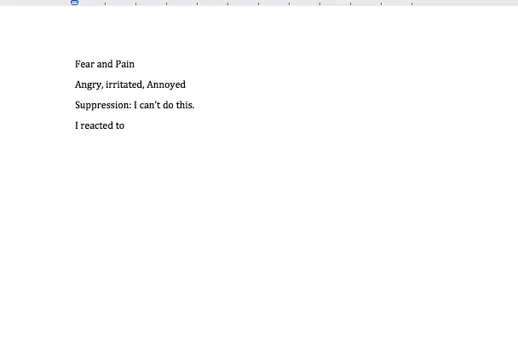 Fear and Pain
Angry, irritated, Annoyed
Suppression: I can't do this.
I reacted to